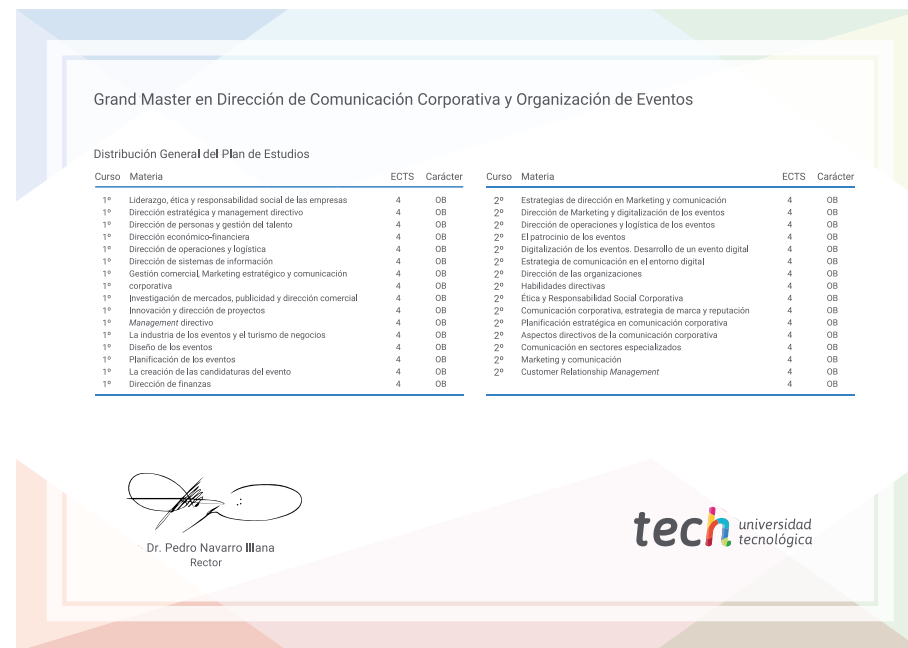 Grand Master en Dirección de Comunicación Corporativa y Organización de Eventos
Distribución General del Plan de Estudios
Curso Materia ECTS Carácter
1º Liderazgo, ética y responsabilidad social de las empresas 4 OB
1º Dirección estratégica y management directivo 4 OB
1º Dirección de personas y gestión del talento 4 OB
1º Dirección económico-financiera 4 OB
1º Dirección de operaciones y logística 4 OB
1º Dirección de sistemas de información 4 OB
1º Gestión comercial, Marketing estratégico y comunicación 4 OB
1º corporativa 4 OB
1º Investigación de mercados, publicidad y dirección comercial 4 OB
1º Innovación y dirección de proyectos 4 OB
1º Management directivo 4 OB
1º La industria de los eventos y el turismo de negocios 4 OB
1º Diseño de los eventos 4 OB
1º Planificación de los eventos 4 OB
1º La creación de las candidaturas del evento 4 OB
1º Dirección de finanzas 4 OB
Curso Materia ECTS Carácter
2º Estrategias de dirección en Marketing y comunicación 4 OB
2º Dirección de Marketing y digitalización de los eventos 4 OB
2º Dirección de operaciones y logística de los eventos 4 OB
2º El patrocinio de los eventos 4 OB
2º Digitalización de los eventos. Desarrollo de un evento digital 4 OB
2º Estrategia de comunicación en el entorno digital 4 OB
2º Dirección de las organizaciones 4 OB
2º Habilidades directivas 4 OB
2º Ética y Responsabilidad Social Corporativa 4 OB
2º Comunicación corporativa, estrategia de marca y reputación 4 OB
2º Planificación estratégica en comunicación corporativa 4 OB
2º Aspectos directivos de la comunicación corporativa 4 OB
2º Comunicación en sectores especializados 4 OB
2º Marketing y comunicación 4 OB
2º Customer Relationship Management 4 OB
4 OB
Dr. Pedro Navarro Illana
Rector
tech universidad
tecnológica